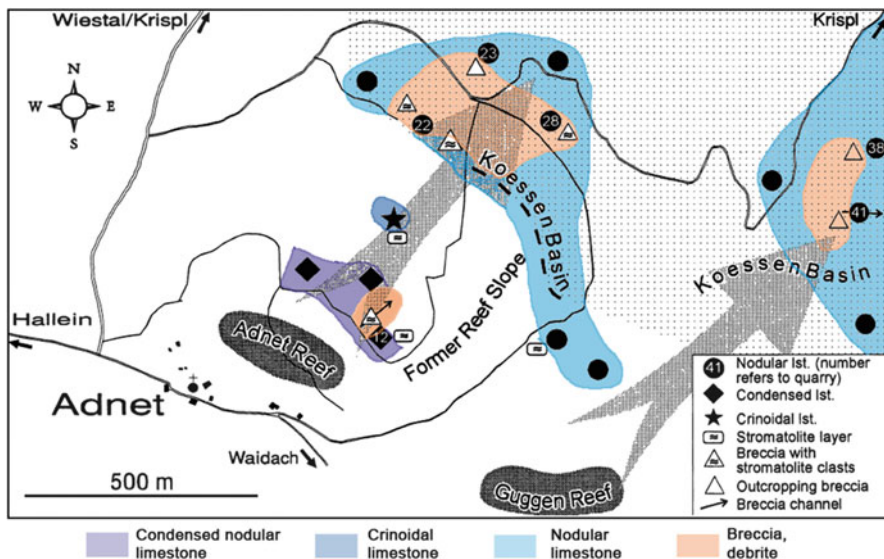 Wiestal/Krispl
Krispl
N
W E
S
23
22
28
38
41
Koessen Basin
Koessen Basin
Former Reef Slope
12
Adnet Reef
Hallein
Adnet
Waidach
500 m
Guggen Reef
41 Nodular lst. (number
refers to quarry)
Condensed lst.
Crinoidal lst.
Stromatolite layer
Breccia with
stromatolite clasts
Outcropping breccia
Breccia channel
Condensed nodular
limestone
Crinoidal
limestone
Nodular
limestone
Breccia,
debrite